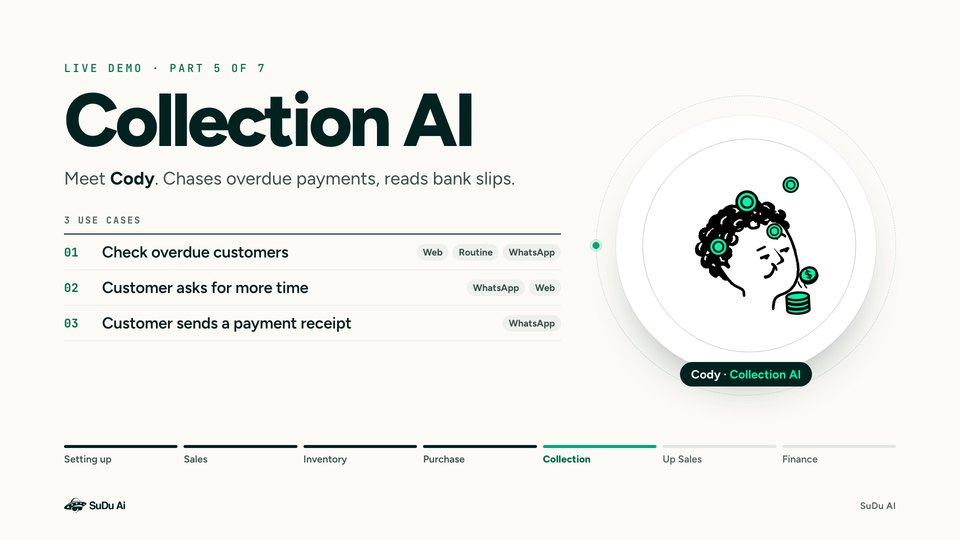 LIVE DEMO · PART 5 OF 7
Collection AI
Meet Cody. Chases overdue payments, reads bank slips.
3 USE CASES
01 Check overdue customers Web Routine WhatsApp
02 Customer asks for more time WhatsApp Web
03 Customer sends a payment receipt WhatsApp
$
Cody · Collection AI
Setting up Sales Inventory Purchase Collection Up Sales Finance
SuDu Ai
SuDu AI